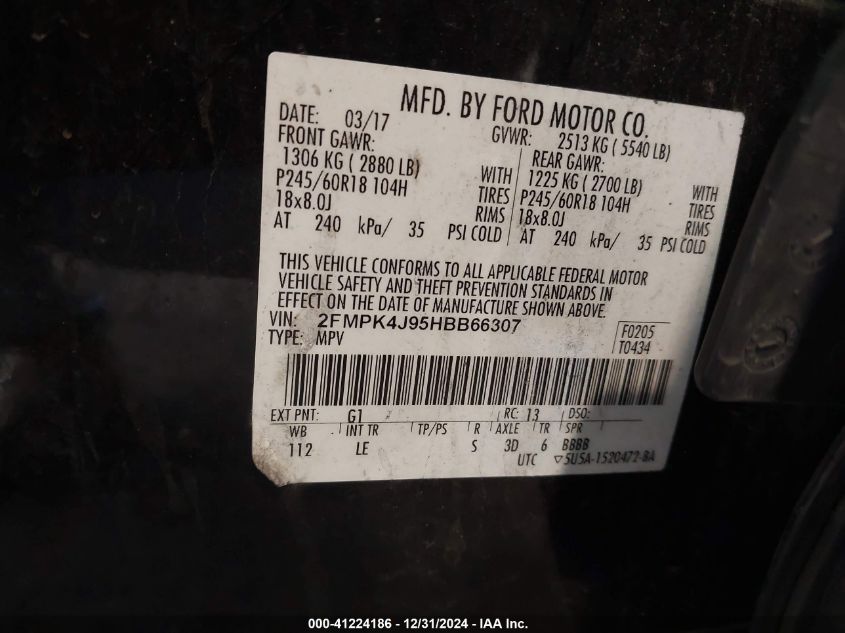 MFD. BY FORD MOTOR CO.
DATE: 03/17 GVWR: 2513 KG ( 5540 LB)
FRONT GAWR: REAR GAWR:
1306 KG ( 2880 LB) WITH 1225 KG ( 2700 LB) WITH
P245/60R18 104H TIRES P245/60R18 104H TIRES
18x8.0J RIMS 18x8.0J RIMS
AT 240 kPa/ 35 PSI COLD AT 240 kPa/ 35 PSI COLD
THIS VEHICLE CONFORMS TO ALL APPLICABLE FEDERAL MOTOR
VEHICLE SAFETY AND THEFT PREVENTION STANDARDS IN
EFFECT ON THE DATE OF MANUFACTURE SHOWN ABOVE.
VIN: 2FMPK4J95HBB66307 F0205
TYPE: MPV T0434
EXT PNT: G1 RC: 13 DSO:
WB INT TR TP/PS R AXLE TR SPR
112 LE S 3D 6 BBBB
UTC ▽5U5A-1520472-BA
000-41224186 - 12/31/2024 - IAA Inc.